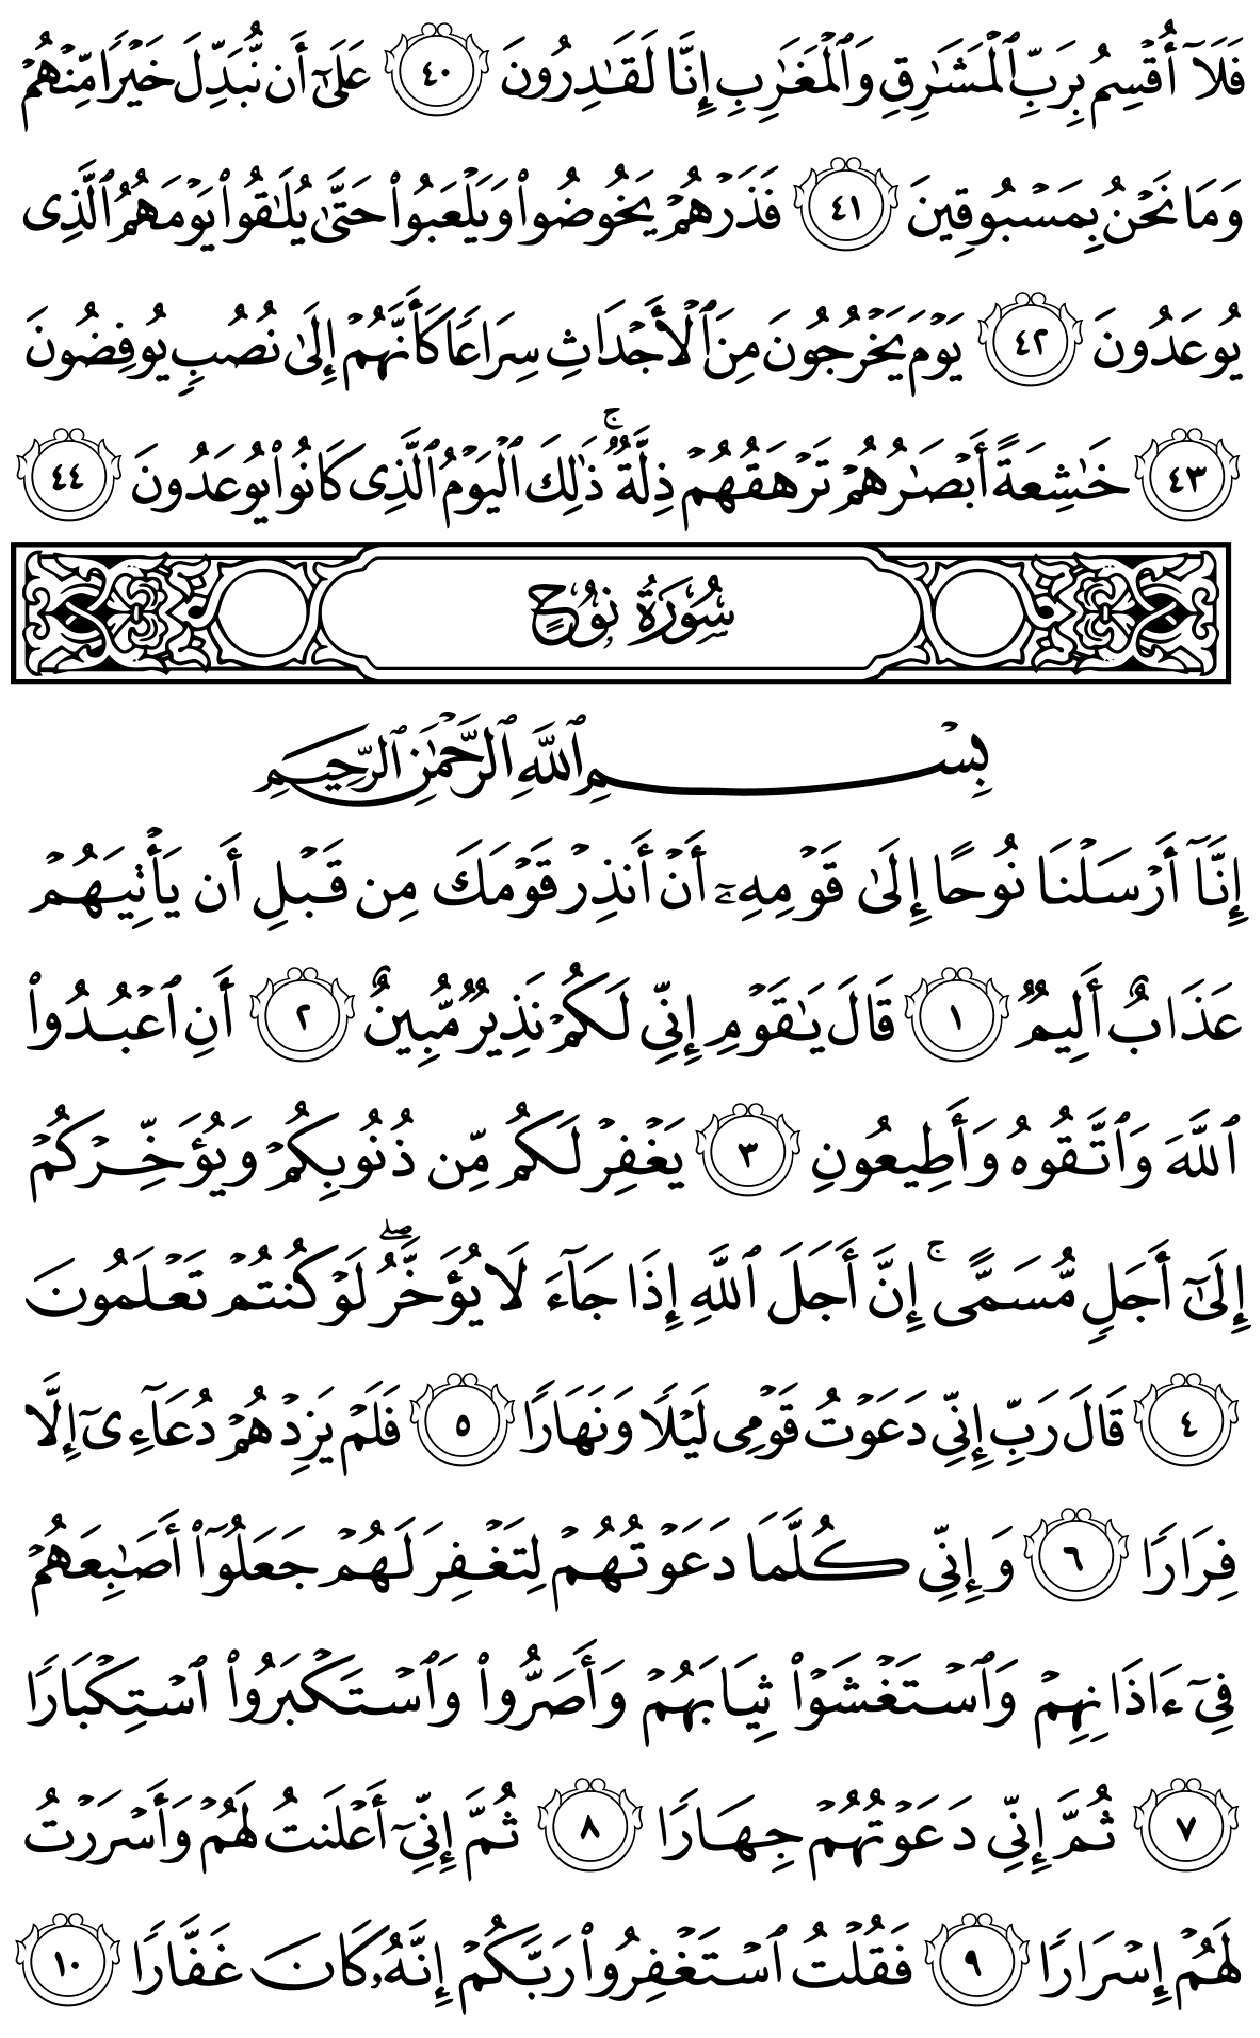 فَلَآ أُقۡسِمُ بِرَبِّ ٱلۡمَشَٰرِقِ وَٱلۡمَغَٰرِبِ إِنَّا لَقَٰدِرُونَ ٤٠ عَلَىٰٓ أَن نُّبَدِّلَ خَيۡرٗا مِّنۡهُمۡ
وَمَا نَحۡنُ بِمَسۡبُوقِينَ ٤١ فَذَرۡهُمۡ يَخُوضُواْ وَيَلۡعَبُواْ حَتَّىٰ يُلَٰقُواْ يَوۡمَهُمُ ٱلَّذِي
يُوعَدُونَ ٤٢ يَوۡمَ يَخۡرُجُونَ مِنَ ٱلۡأَجۡدَاثِ سِرَاعٗا كَأَنَّهُمۡ إِلَىٰ نُصُبٖ يُوفِضُونَ
٤٣ خَٰشِعَةً أَبۡصَٰرُهُمۡ تَرۡهَقُهُمۡ ذِلَّةٞۚ ذَٰلِكَ ٱلۡيَوۡمُ ٱلَّذِي كَانُواْ يُوعَدُونَ ٤٤
سُورَةُ نُوحٍ
بِسۡمِ ٱللَّهِ ٱلرَّحۡمَٰنِ ٱلرَّحِيمِ
إِنَّآ أَرۡسَلۡنَا نُوحًا إِلَىٰ قَوۡمِهِۦٓ أَنۡ أَنذِرۡ قَوۡمَكَ مِن قَبۡلِ أَن يَأۡتِيَهُمۡ
عَذَابٌ أَلِيمٞ ١ قَالَ يَٰقَوۡمِ إِنِّي لَكُمۡ نَذِيرٞ مُّبِينٌ ٢ أَنِ ٱعۡبُدُواْ
ٱللَّهَ وَٱتَّقُوهُ وَأَطِيعُونِ ٣ يَغۡفِرۡ لَكُم مِّن ذُنُوبِكُمۡ وَيُؤَخِّرۡكُمۡ
إِلَىٰٓ أَجَلٖ مُّسَمًّىۚ إِنَّ أَجَلَ ٱللَّهِ إِذَا جَآءَ لَا يُؤَخَّرُۖ لَوۡ كُنتُمۡ تَعۡلَمُونَ
٤ قَالَ رَبِّ إِنِّي دَعَوۡتُ قَوۡمِي لَيۡلٗا وَنَهَارٗا ٥ فَلَمۡ يَزِدۡهُمۡ دُعَآءِيٓ إِلَّا
فِرَارٗا ٦ وَإِنِّي كُلَّمَا دَعَوۡتُهُمۡ لِتَغۡفِرَ لَهُمۡ جَعَلُوٓاْ أَصَٰبِعَهُمۡ
فِيٓ ءَاذَانِهِمۡ وَٱسۡتَغۡشَوۡاْ ثِيَابَهُمۡ وَأَصَرُّواْ وَٱسۡتَكۡبَرُواْ ٱسۡتِكۡبَارٗا
٧ ثُمَّ إِنِّي دَعَوۡتُهُمۡ جِهَارٗا ٨ ثُمَّ إِنِّيٓ أَعۡلَنتُ لَهُمۡ وَأَسۡرَرۡتُ
لَهُمۡ إِسۡرَارٗا ٩ فَقُلۡتُ ٱسۡتَغۡفِرُواْ رَبَّكُمۡ إِنَّهُۥ كَانَ غَفَّارٗا ١٠